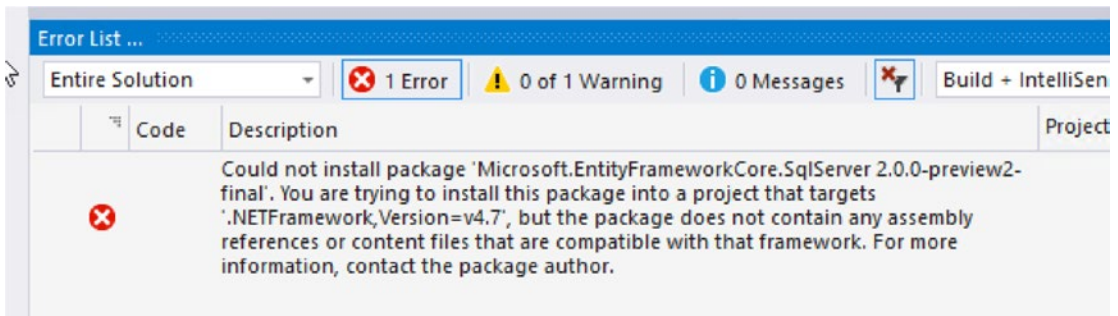 Error List ...
Entire Solution 1 Error 0 of 1 Warning 0 Messages Build +
Code Description Project
Could not install package 'Microsoft.EntityFrameworkCore.SqlServer 2.0.0-preview2-
final'. You are trying to install this package into a project that targets
'.NETFramework,Version=v4.7', but the package does not contain any assembly
references or content files that are compatible with that framework. For more
information, contact the package author.